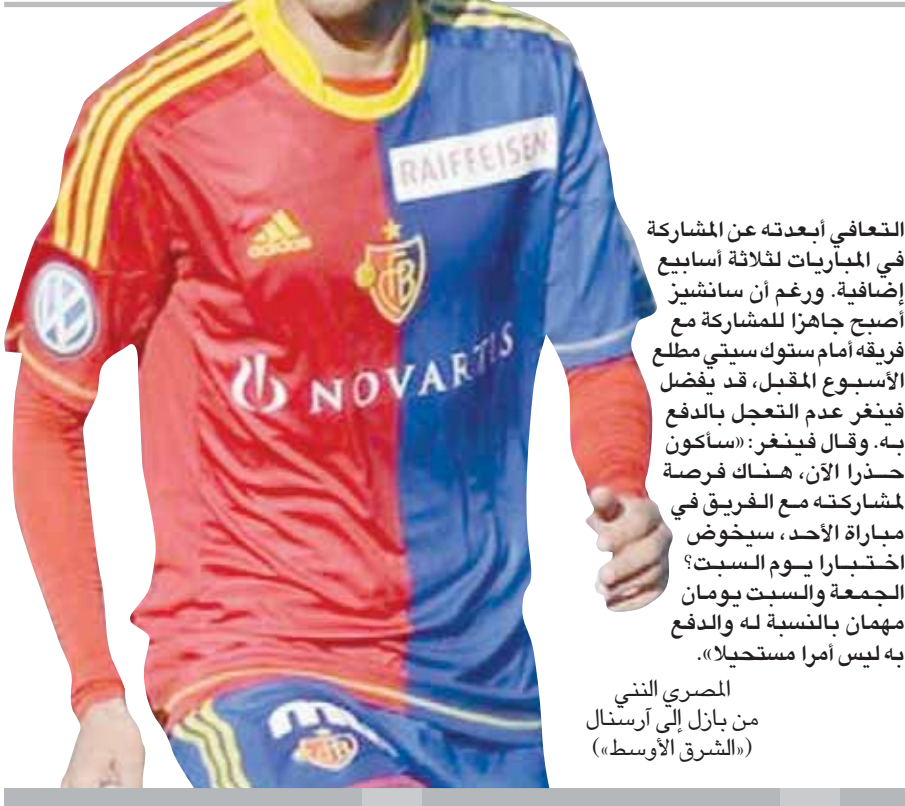 RAIFFEISEN
adidas
FCB
NOVARTIS
التعافي أبعدته عن المشاركة
في المباريات لثلاثة أسابيع
إضافية. ورغم أن سانشيز
أصبح جاهزا للمشاركة مع
فريقه أمام ستوك سيتي مطلع
الأسبوع المقبل، قد يفضل
فينغر عدم التعجل بالدفع
به. وقال فينغر: «سأكون
حذرا الآن، هناك فرصة
لمشاركته مع الفريق في
مباراة الأحد، سيخوض
اختبارا يوم السبت؟
الجمعة والسبت يومان
مهمان بالنسبة له والدفع
به ليس أمرا مستحيلا».
المصري النني
من بازل إلى آرسنال
(«الشرق الأوسط»)